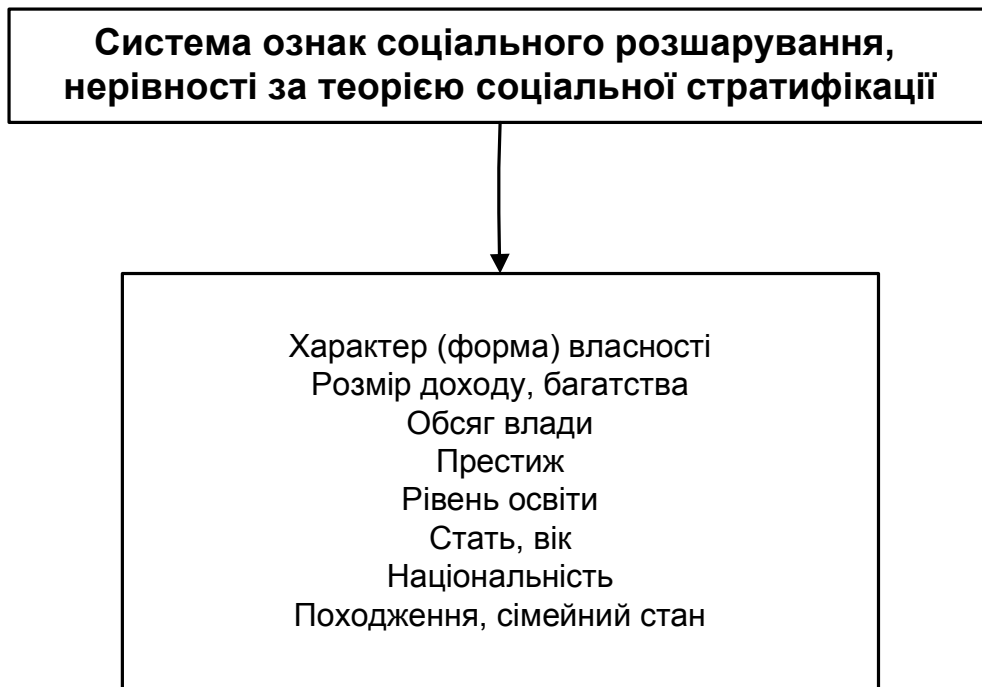 Система ознак соціального розшарування,
нерівності за теорією соціальної стратифікації
Характер (форма) власності
Розмір доходу, багатства
Обсяг влади
Престиж
Рівень освіти
Стать, вік
Національність
Походження, сімейний стан